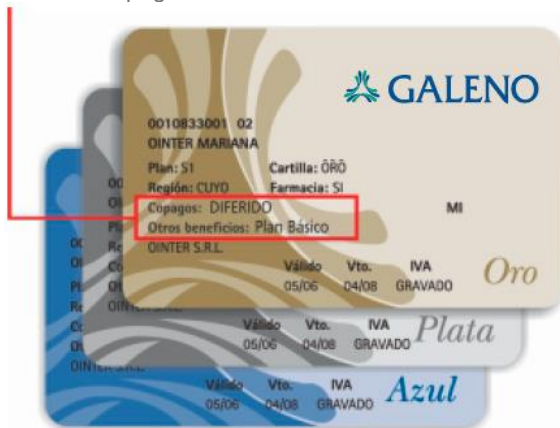 GALENO
0010833001 02
OINTER MARIANA
Plan: S1 Cartilla: ÔRÔ
Región: CUYO Farmacia: SI
Copagos: DIFERIDO MI
Otros beneficios: Plan Básico
OINTER S.R.L.
Válido Vto. IVA
05/06 04/08 GRAVADO
Oro
Válido Vto. IVA
05/06 04/08 GRAVADO
Plata
Válido Vto. IVA
05/06 04/08 GRAVADO
Azul